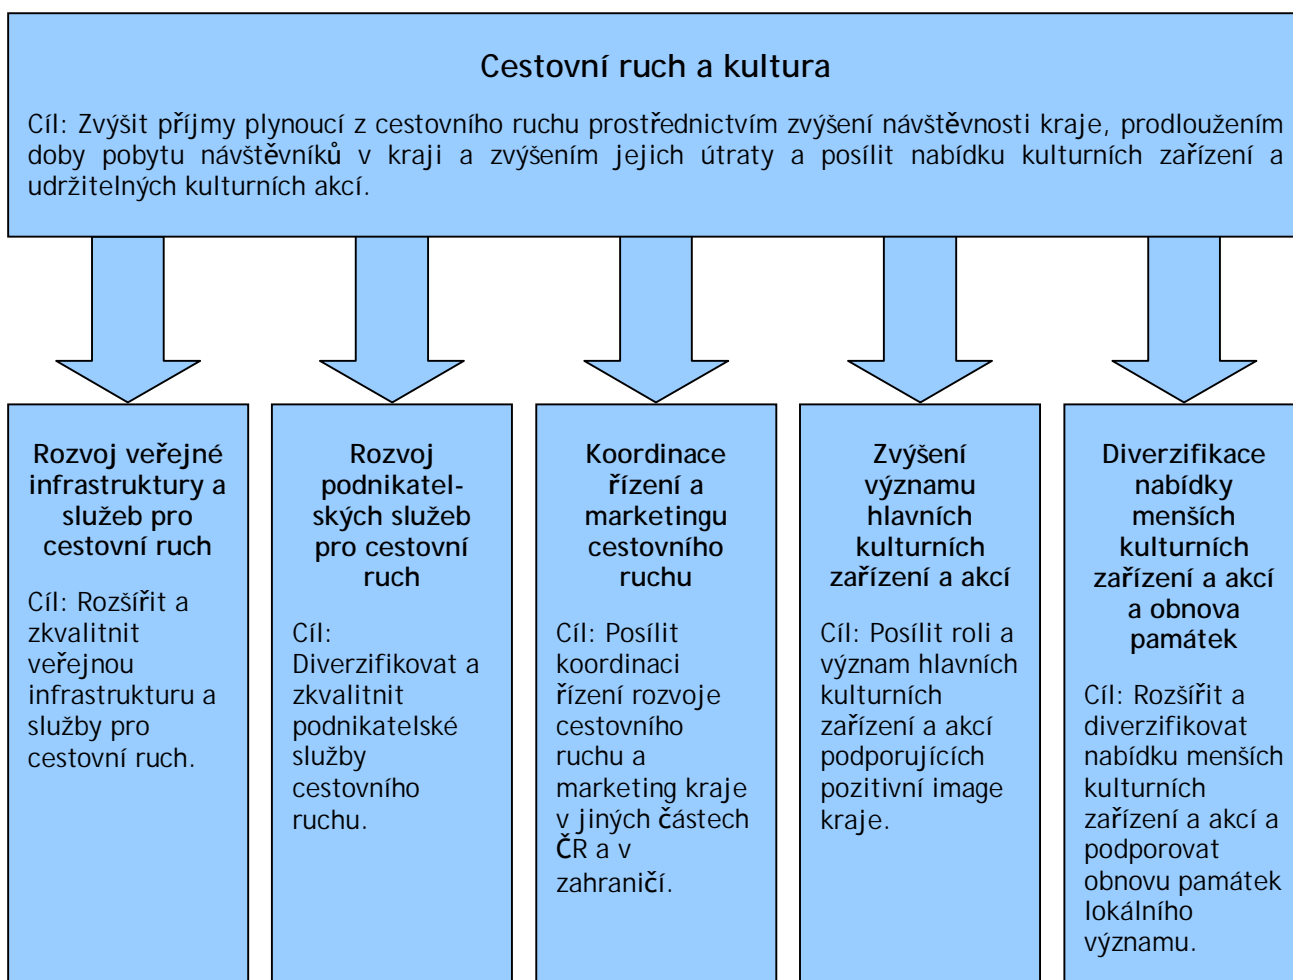 Cestovní ruch a kultura
Cíl: Zvýšit příjmy plynoucí z cestovního ruchu prostřednictvím zvýšení návštěvnosti kraje, prodloužením
doby pobytu návštěvníků v kraji a zvýšením jejich útraty a posílit nabídku kulturních zařízení a
udržitelných kulturních akcí.
Rozvoj veřejné
infrastruktury a
služeb pro
cestovní ruch
Cíl: Rozšířit a
zkvalitnit
veřejnou
infrastrukturu a
služby pro
cestovní ruch.
Rozvoj
podnikatel-
ských služeb
pro cestovní
ruch
Cíl:
Diverzifikovat a
zkvalitnit
podnikatelské
služby
cestovního
ruchu.
Koordinace
řízení a
marketingu
cestovního
ruchu
Cíl: Posílit
koordinaci
řízení rozvoje
cestovního
ruchu a
marketing kraje
v jiných částech
ČR a v
zahraničí.
Zvýšení
významu
hlavních
kulturních
zařízení a akcí
Cíl: Posílit roli a
význam hlavních
kulturních
zařízení a akcí
podporujících
pozitivní image
kraje.
Diverzifikace
nabídky
menších
kulturních
zařízení a akcí
a obnova
památek
Cíl: Rozšířit a
diverzifikovat
nabídku menších
kulturních
zařízení a akcí a
podporovat
obnovu památek
lokálního
významu.